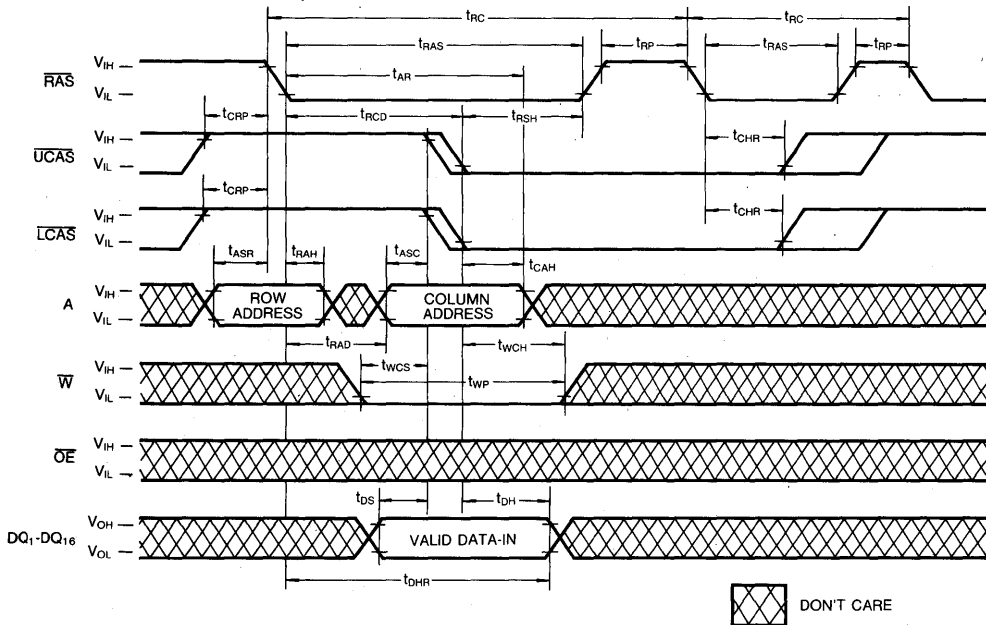 tRC tRC
tRAS tRP tRAS tRP
RAS VIH VIL
tAR
tCRP tRCD tRSH
UCAS VIH VIL
tCHR
tCRP
LCAS VIH VIL
tCHR
tASR tRAH tASC tCAH
A VIH VIL
ROW ADDRESS
COLUMN ADDRESS
tRAD tWCH
tWCS
tWP
W VIH VIL
OE VIH VIL
tDS tDH
DQ1-DQ16 VOH VOL
VALID DATA-IN
tDHR
DON'T CARE